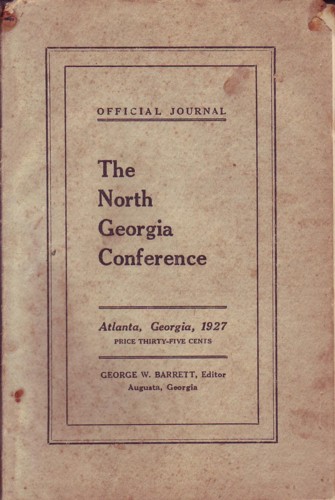 OFFICIAL JOURNAL
The
North
Georgia
Conference
Atlanta, Georgia, 1927
PRICE THIRTY-FIVE CENTS
GEORGE W. BARRETT, Editor
Augusta, Georgia